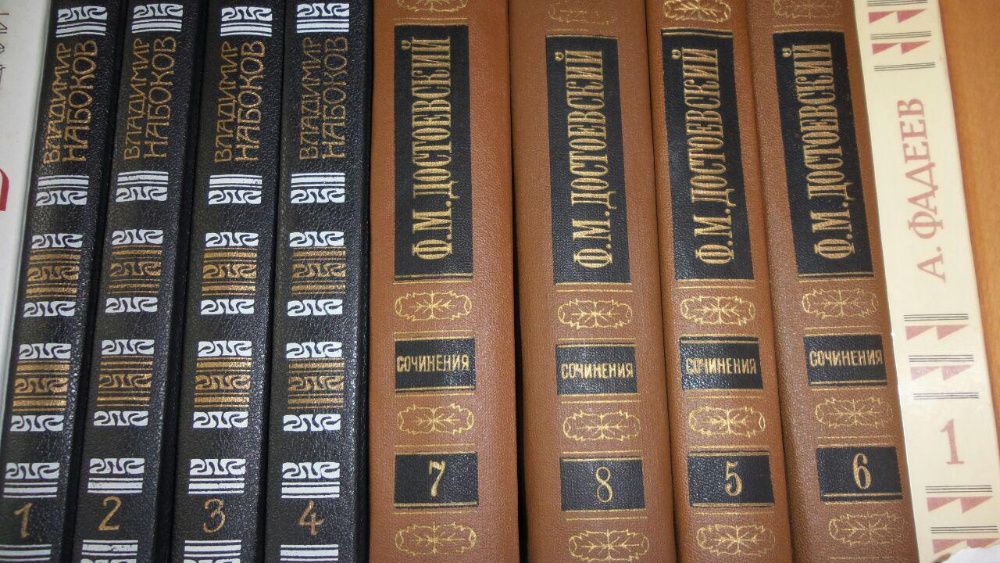 ВЛАДИМИР
НАБОКОВ
1
ВЛАДИМИР
НАБОКОВ
2
ВЛАДИМИР
НАБОКОВ
3
ВЛАДИМИР
НАБОКОВ
4
Ф.М.ДОСТОЕВСКИЙ
СОЧИНЕНИЯ
7
Ф.М.ДОСТОЕВСКИЙ
СОЧИНЕНИЯ
8
Ф.М.ДОСТОЕВСКИЙ
СОЧИНЕНИЯ
5
Ф.М.ДОСТОЕВСКИЙ
СОЧИНЕНИЯ
6
А. ФАДЕЕВ
1